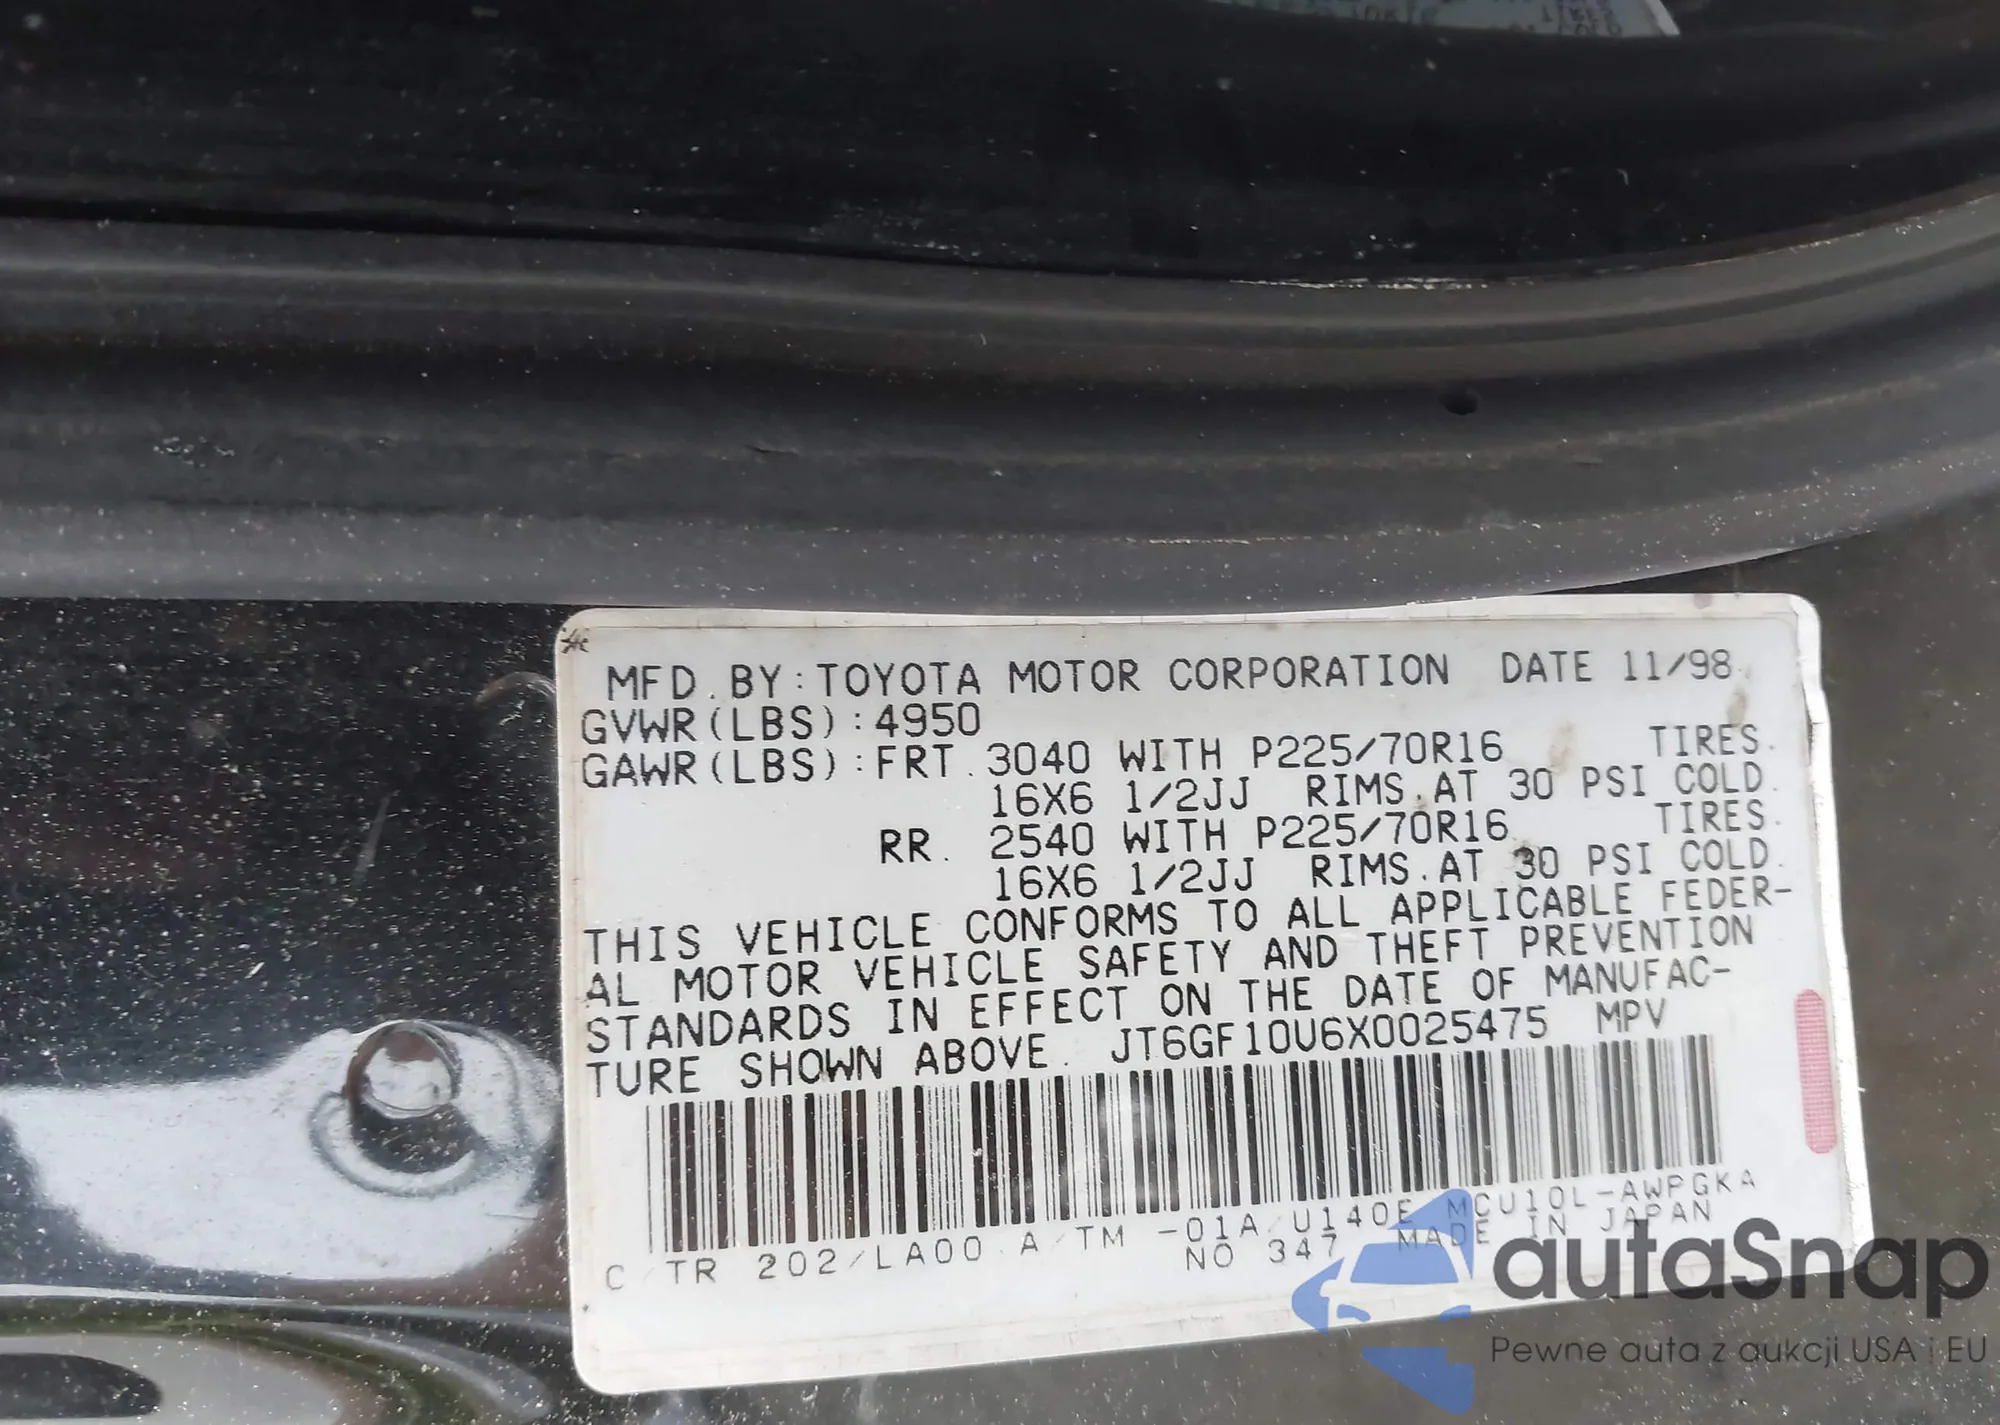 MFD. BY: TOYOTA MOTOR CORPORATION DATE 11/98
GVWR(LBS): 4950
GAWR(LBS): FRT. 3040 WITH P225/70R16 TIRES.
16X6 1/2JJ RIMS. AT 30 PSI COLD.
RR. 2540 WITH P225/70R16 TIRES.
16X6 1/2JJ RIMS. AT 30 PSI COLD.
THIS VEHICLE CONFORMS TO ALL APPLICABLE FEDER-
AL MOTOR VEHICLE SAFETY AND THEFT PREVENTION
STANDARDS IN EFFECT ON THE DATE OF MANUFAC-
TURE SHOWN ABOVE. JT6GF10U6X0025475 MPV
C/TR 202/LA00 A/TM -01A/U140E MCU10L-AWPGKA
NO 347 MADE IN JAPAN
autaSnap
Pewne auta z aukcji USA i EU